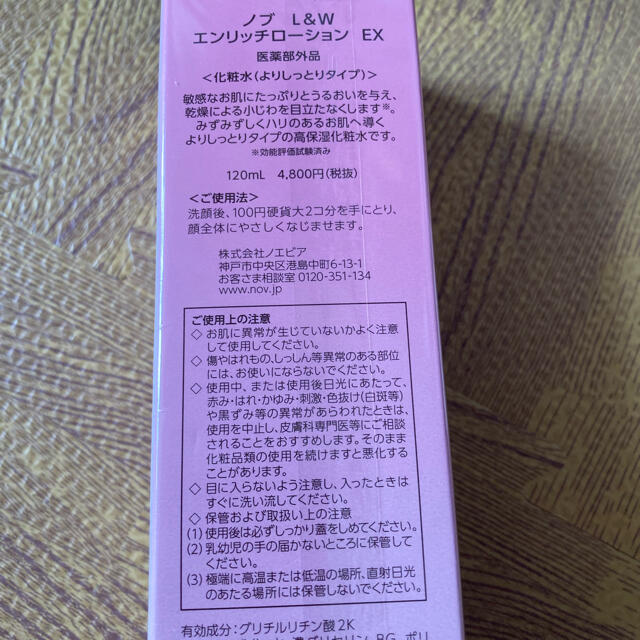 ノブ L&W
エンリッチローション EX
医薬部外品
＜化粧水(よりしっとりタイプ)＞
敏感なお肌にたっぷりとうるおいを与え、
乾燥による小じわを目立たなくします※。
みずみずしくハリのあるお肌へ導く
よりしっとりタイプの高保湿化粧水です。
※効能評価試験済み
120mL 4,800円(税抜)
＜ご使用法＞
洗顔後、100円硬貨大2コ分を手にとり、
顔全体にやさしくなじませます。
株式会社ノエビア
神戸市中央区港島中町6-13-1
お客さま相談室 0120-351-134
www.nov.jp
ご使用上の注意
◇ お肌に異常が生じていないかよく注意
して使用してください。
◇ 傷やはれもの、しっしん等異常のある部位
には、お使いにならないでください。
◇ 使用中、または使用後日光にあたって、
赤み・はれ・かゆみ・刺激・色抜け(白斑等)
や黒ずみ等の異常があらわれたときは、
使用を中止し、皮膚科専門医等にご相談
されることをおすすめします。そのまま
化粧品類の使用を続けますと悪化する
ことがあります。
◇ 目に入らないよう注意し、入ったときは
すぐに洗い流してください。
◇ 保管および取扱い上の注意
(1) 使用後は必ずしっかり蓋をしめてください。
(2) 乳幼児の手の届かないところに保管して
ください。
(3) 極端に高温または低温の場所、直射日光
のあたる場所には保管しないでください。
有効成分：グリチルリチン酸2K
濃グリセリン、BG、ポリ